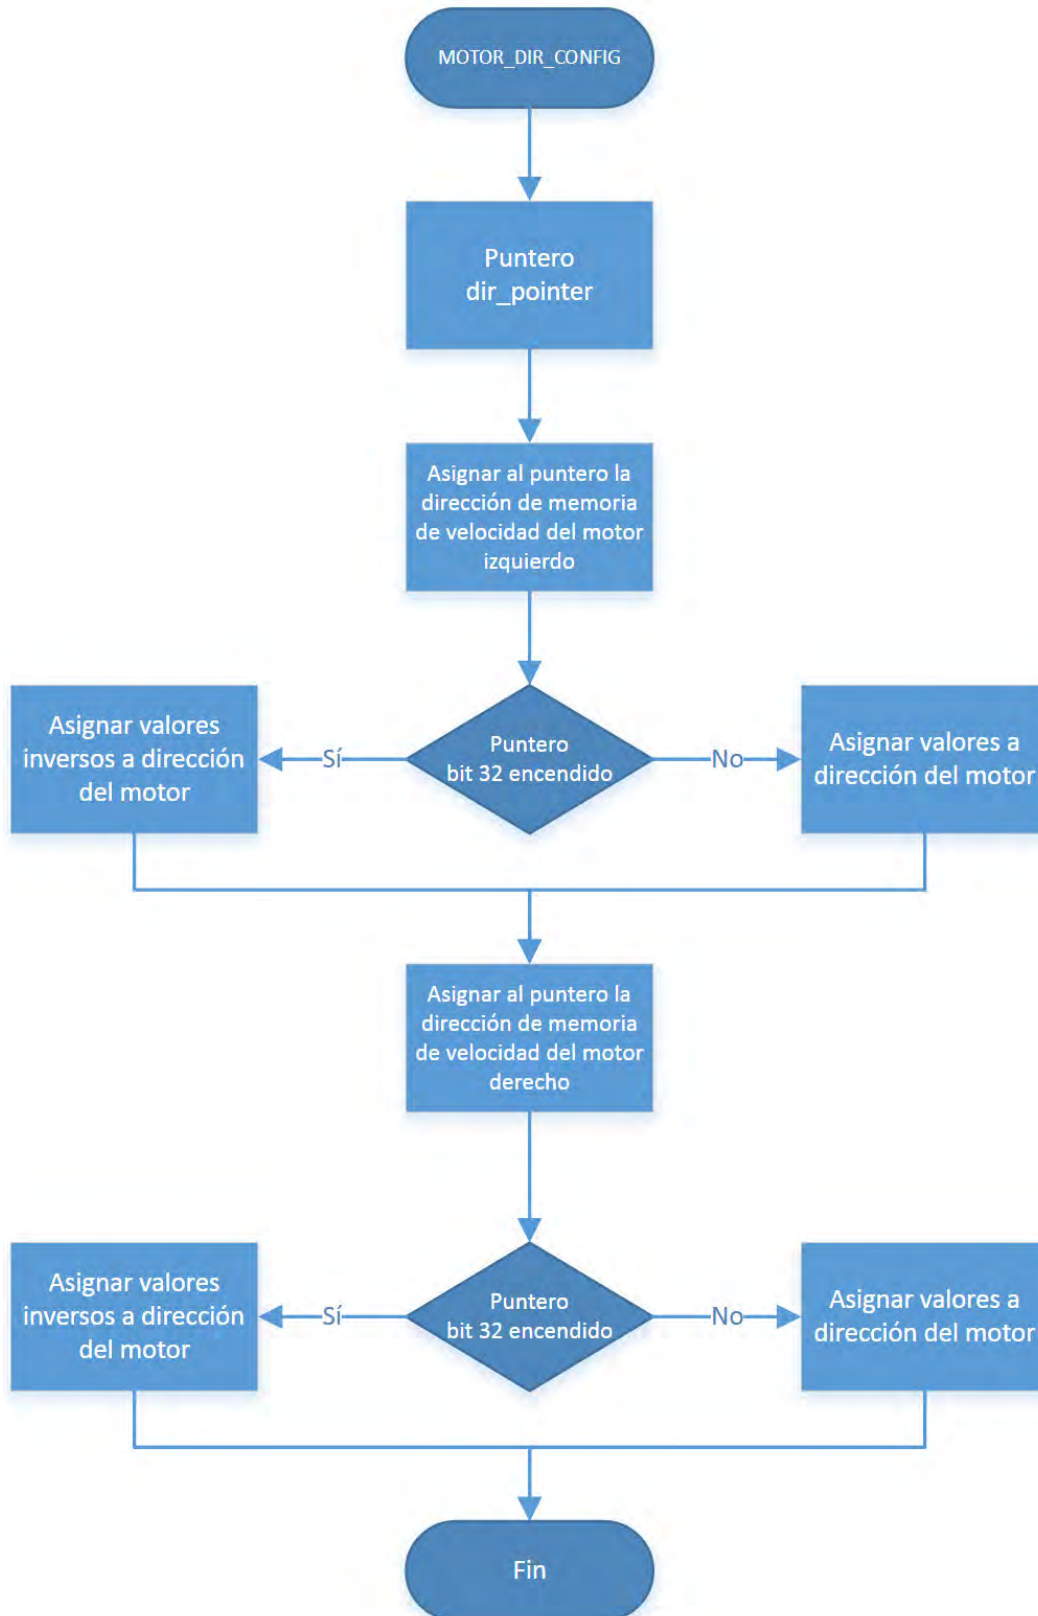 MOTOR_DIR_CONFIG
Puntero
dir_pointer
Asignar al puntero la
dirección de memoria
de velocidad del motor
izquierdo
Asignar valores
inversos a dirección
del motor
Sí
Puntero
bit 32 encendido
No
Asignar valores a
dirección del motor
Asignar al puntero la
dirección de memoria
de velocidad del motor
derecho
Asignar valores
inversos a dirección
del motor
Sí
Puntero
bit 32 encendido
No
Asignar valores a
dirección del motor
Fin